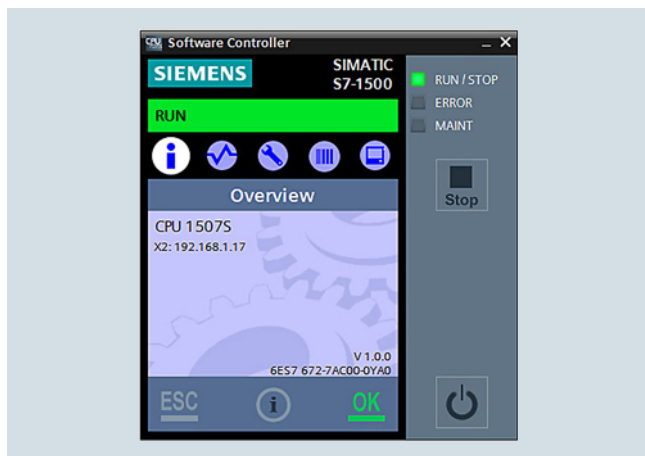 CPU Software Controller
SIEMENS
SIMATIC
S7-1500
RUN
Overview
CPU 1507S
X2: 192.168.1.17
V 1.0.0
6ES7 672-7AC00-0YA0
ESC
i
OK
RUN / STOP
ERROR
MAINT
Stop